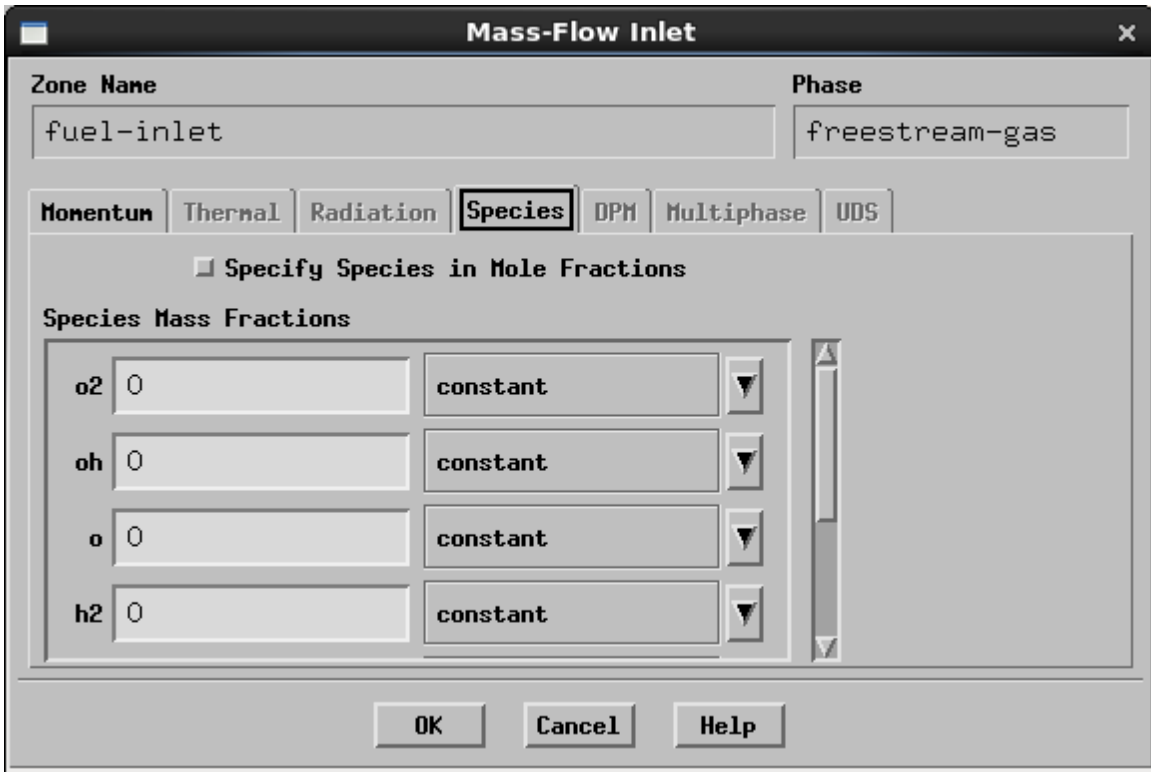 Mass-Flow Inlet
Zone Name Phase
fuel-inlet freestream-gas
Momentum Thermal Radiation Species DPM Multiphase UDS
Specify Species in Mole Fractions
Species Mass Fractions
o2 0 constant
oh 0 constant
o 0 constant
h2 0 constant
OK Cancel Help